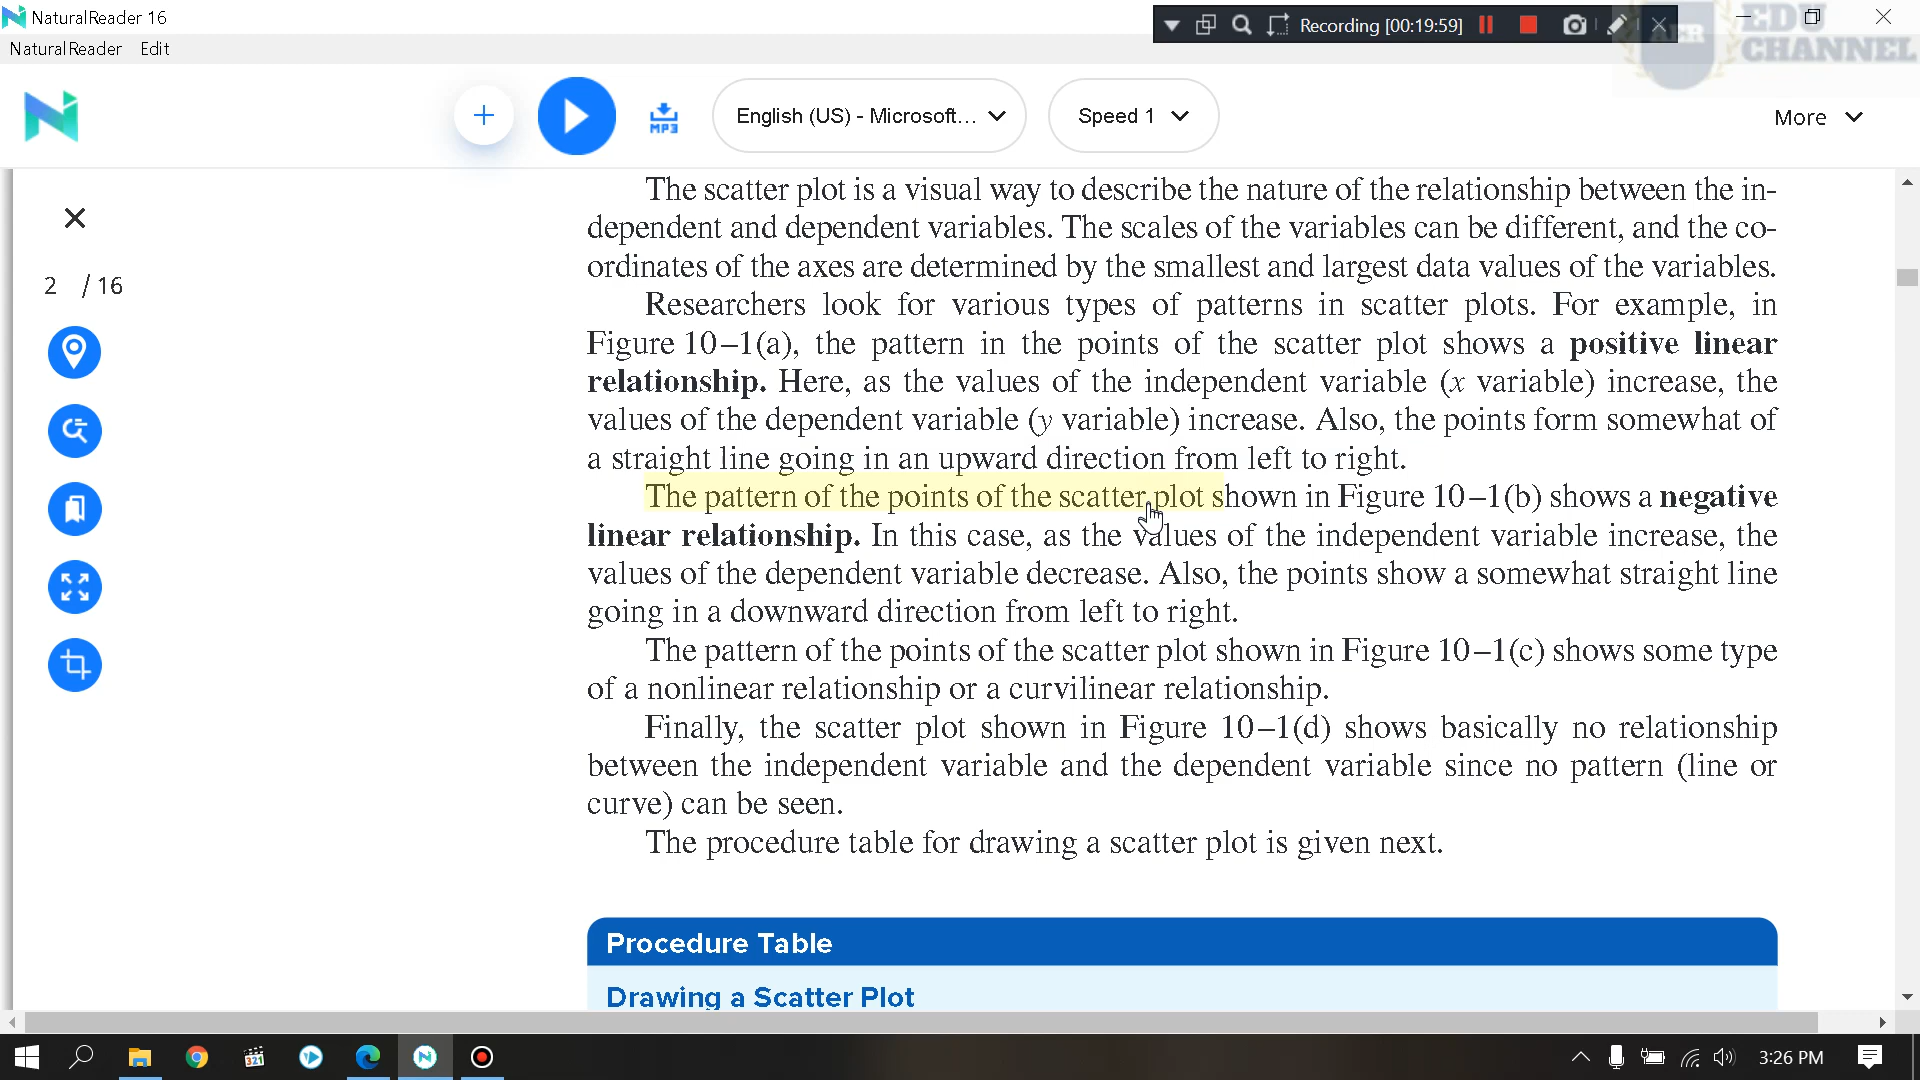 NaturalReader 16
Recording [00:19:59]
EDU
AER
CHANNEL
NaturalReader Edit
MP3
English (US) - Microsoft...
Speed 1
More
2 / 16
The scatter plot is a visual way to describe the nature of the relationship between the in-
dependent and dependent variables. The scales of the variables can be different, and the co-
ordinates of the axes are determined by the smallest and largest data values of the variables.
Researchers look for various types of patterns in scatter plots. For example, in
Figure 10–1(a), the pattern in the points of the scatter plot shows a positive linear
relationship. Here, as the values of the independent variable (x variable) increase, the
values of the dependent variable (y variable) increase. Also, the points form somewhat of
a straight line going in an upward direction from left to right.
The pattern of the points of the scatter plot shown in Figure 10–1(b) shows a negative
linear relationship. In this case, as the values of the independent variable increase, the
values of the dependent variable decrease. Also, the points show a somewhat straight line
going in a downward direction from left to right.
The pattern of the points of the scatter plot shown in Figure 10–1(c) shows some type
of a nonlinear relationship or a curvilinear relationship.
Finally, the scatter plot shown in Figure 10–1(d) shows basically no relationship
between the independent variable and the dependent variable since no pattern (line or
curve) can be seen.
The procedure table for drawing a scatter plot is given next.
Procedure Table
Drawing a Scatter Plot
321
3:26 PM